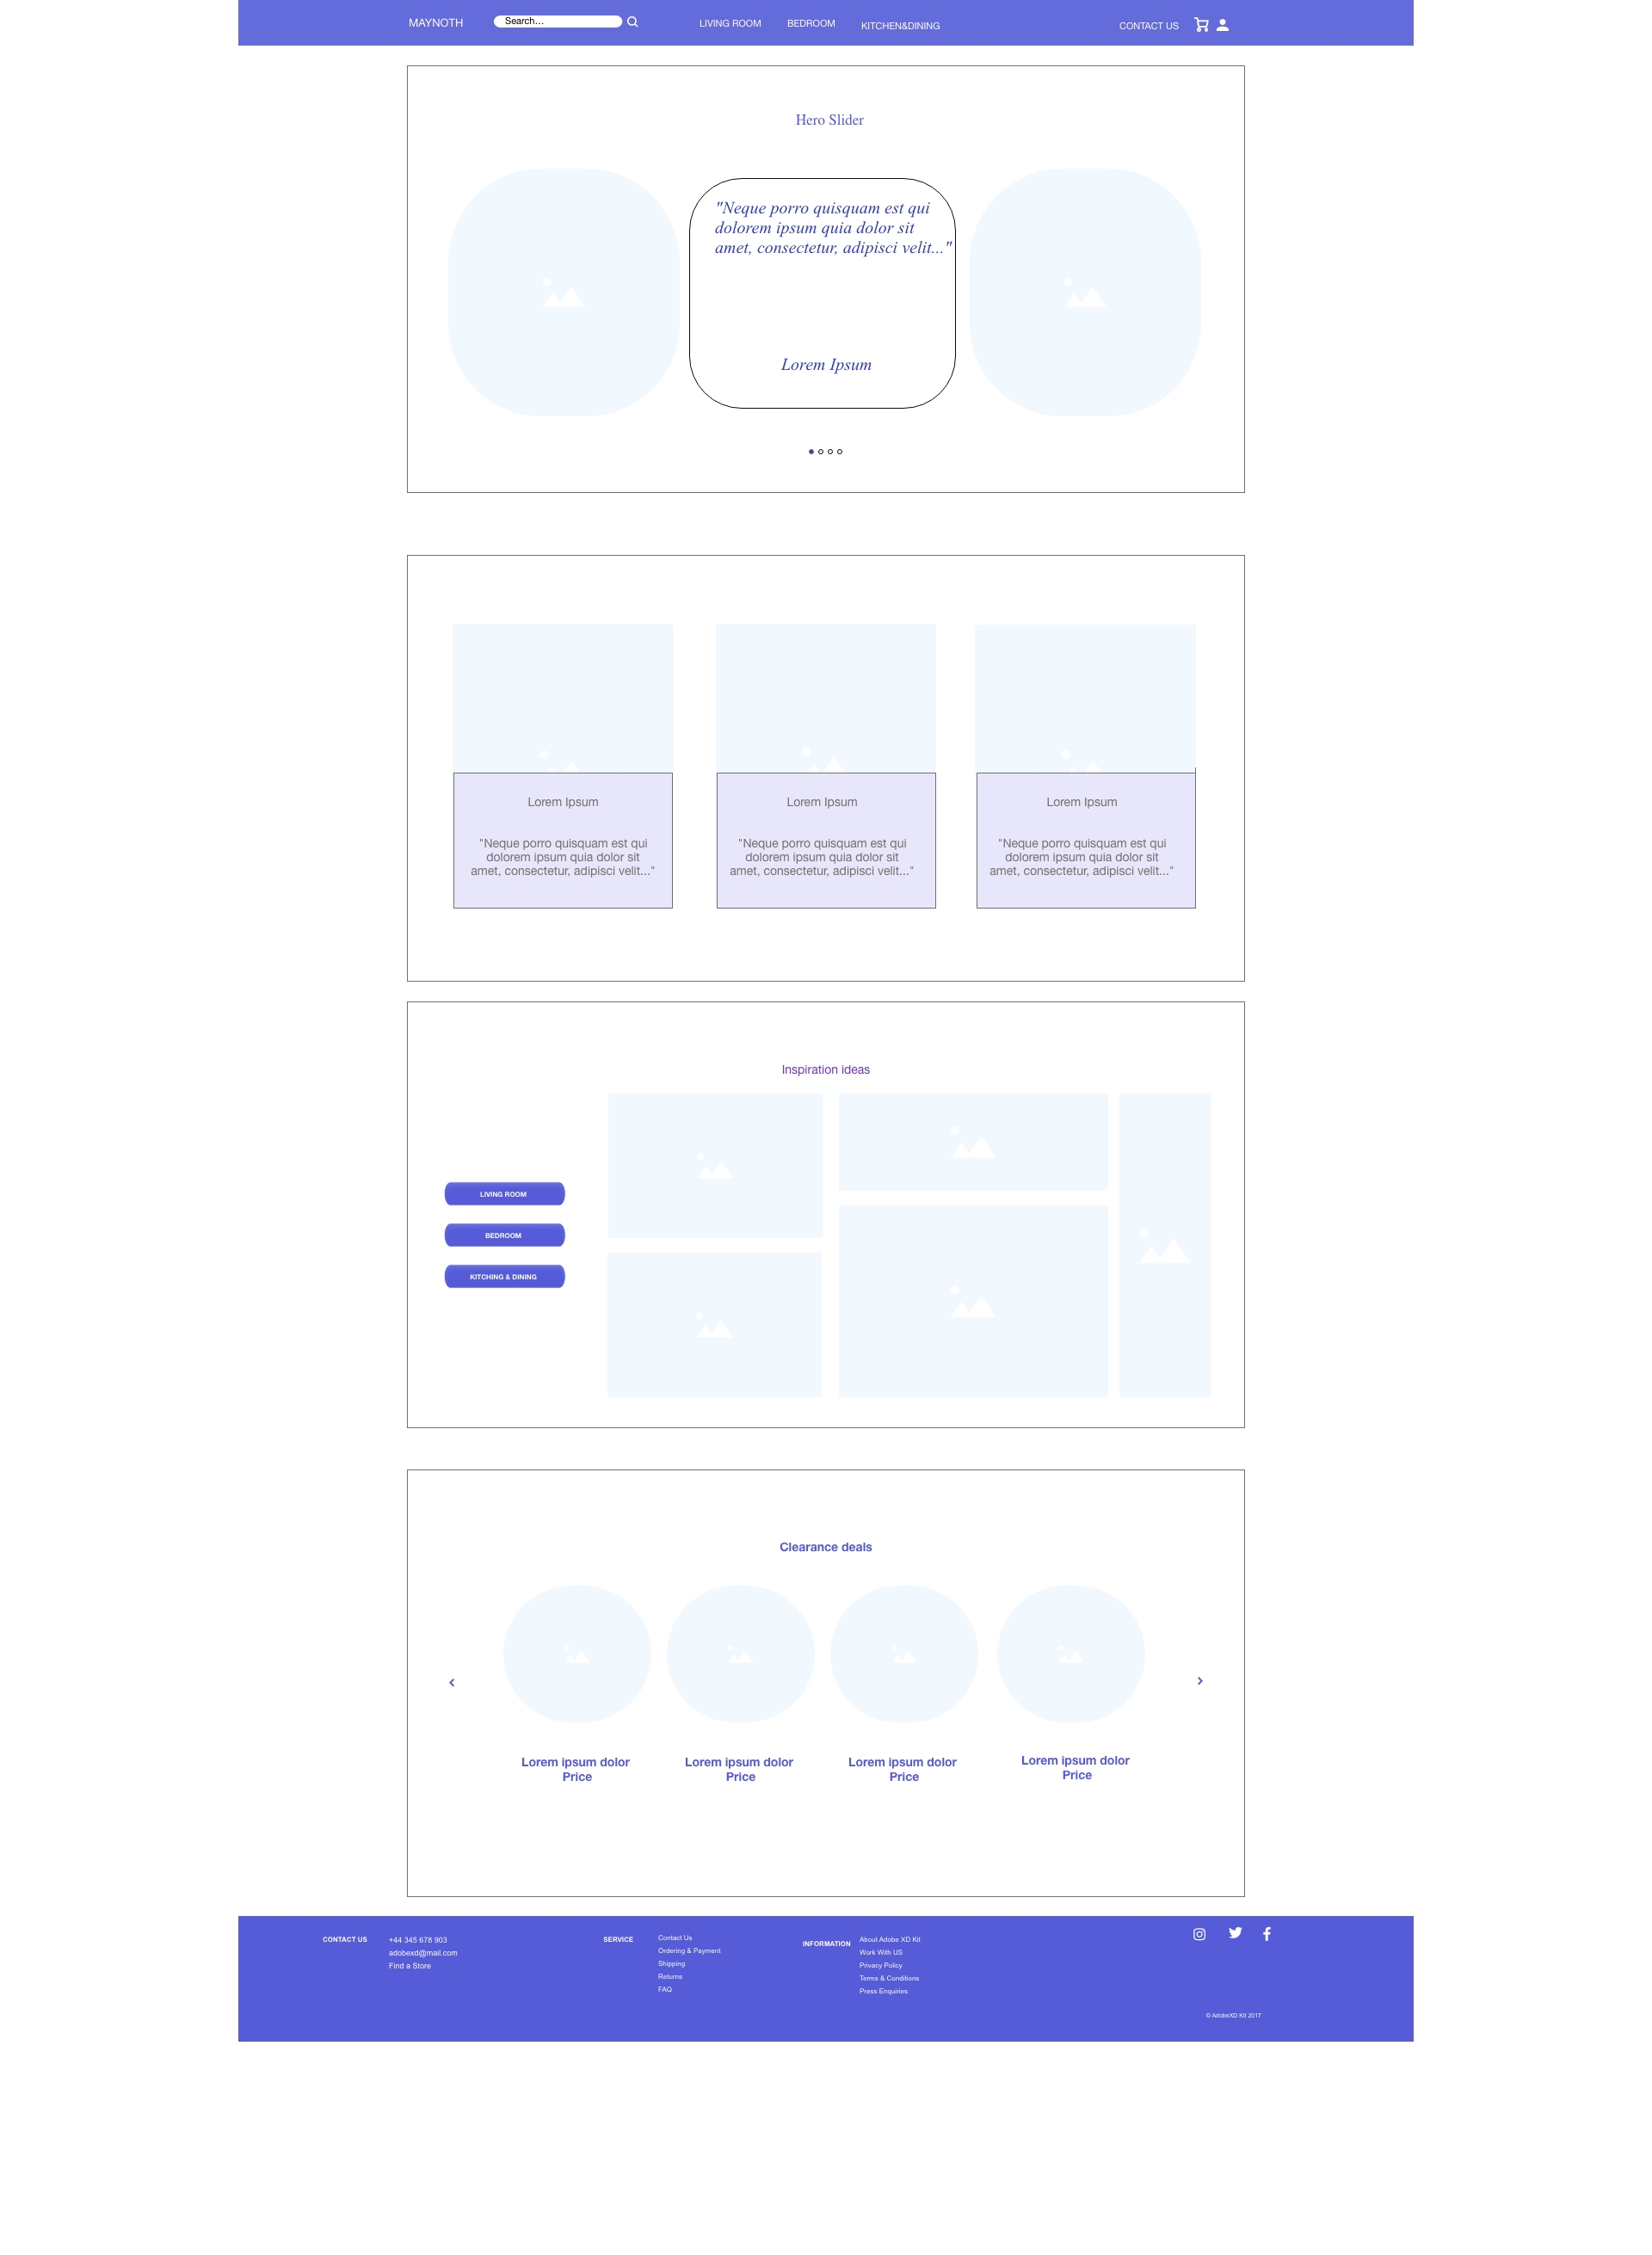 MAYNOTH
Search...
LIVING ROOM
BEDROOM
KITCHEN&DINING
CONTACT US
Hero Slider
"Neque porro quisquam est qui
dolorem ipsum quia dolor sit
amet, consectetur, adipisci velit..."
Lorem Ipsum
Lorem Ipsum
"Neque porro quisquam est qui
dolorem ipsum quia dolor sit
amet, consectetur, adipisci velit..."
Lorem Ipsum
"Neque porro quisquam est qui
dolorem ipsum quia dolor sit
amet, consectetur, adipisci velit..."
Lorem Ipsum
"Neque porro quisquam est qui
dolorem ipsum quia dolor sit
amet, consectetur, adipisci velit..."
Inspiration ideas
LIVING ROOM
BEDROOM
KITCHING & DINING
Clearance deals
Lorem ipsum dolor
Price
Lorem ipsum dolor
Price
Lorem ipsum dolor
Price
Lorem ipsum dolor
Price
CONTACT US
+44 345 678 903
adobexd@mail.com
Find a Store
SERVICE
Contact Us
Ordering & Payment
Shipping
Returns
FAQ
INFORMATION
About Adobe XD Kit
Work With US
Privacy Policy
Terms & Conditions
Press Enquiries
© AdobeXD Kit 2017